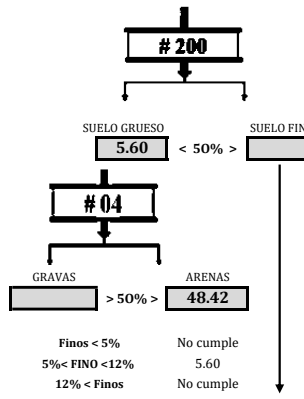 # 200
SUELO GRUESO SUELO FIN
5.60 < 50% >
# 04
GRAVAS ARENAS
> 50% > 48.42
Finos < 5% No cumple
5%< FINO <12% 5.60
12% < Finos No cumple